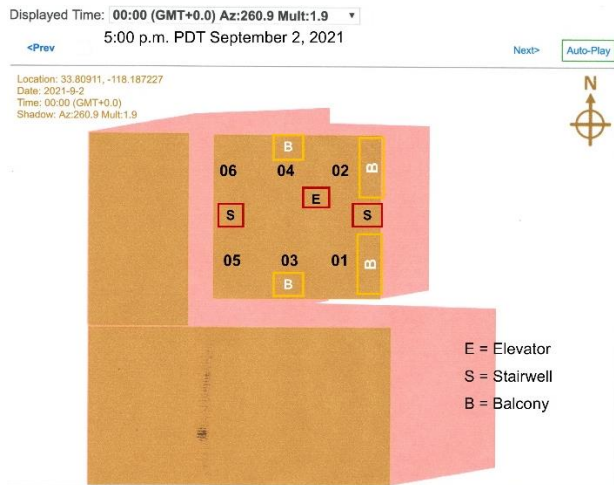 Displayed Time: 00:00 (GMT+0.0) Az:260.9 Mult:1.9
5:00 p.m. PDT September 2, 2021
<Prev
Next>
Auto-Play
Location: 33.80911, -118.187227
Date: 2021-9-2
Time: 00:00 (GMT+0.0)
Shadow: Az:260.9 Mult:1.9
N
B
B
06 04 02
E
S S
05 03 01
B
B
E = Elevator
S = Stairwell
B = Balcony